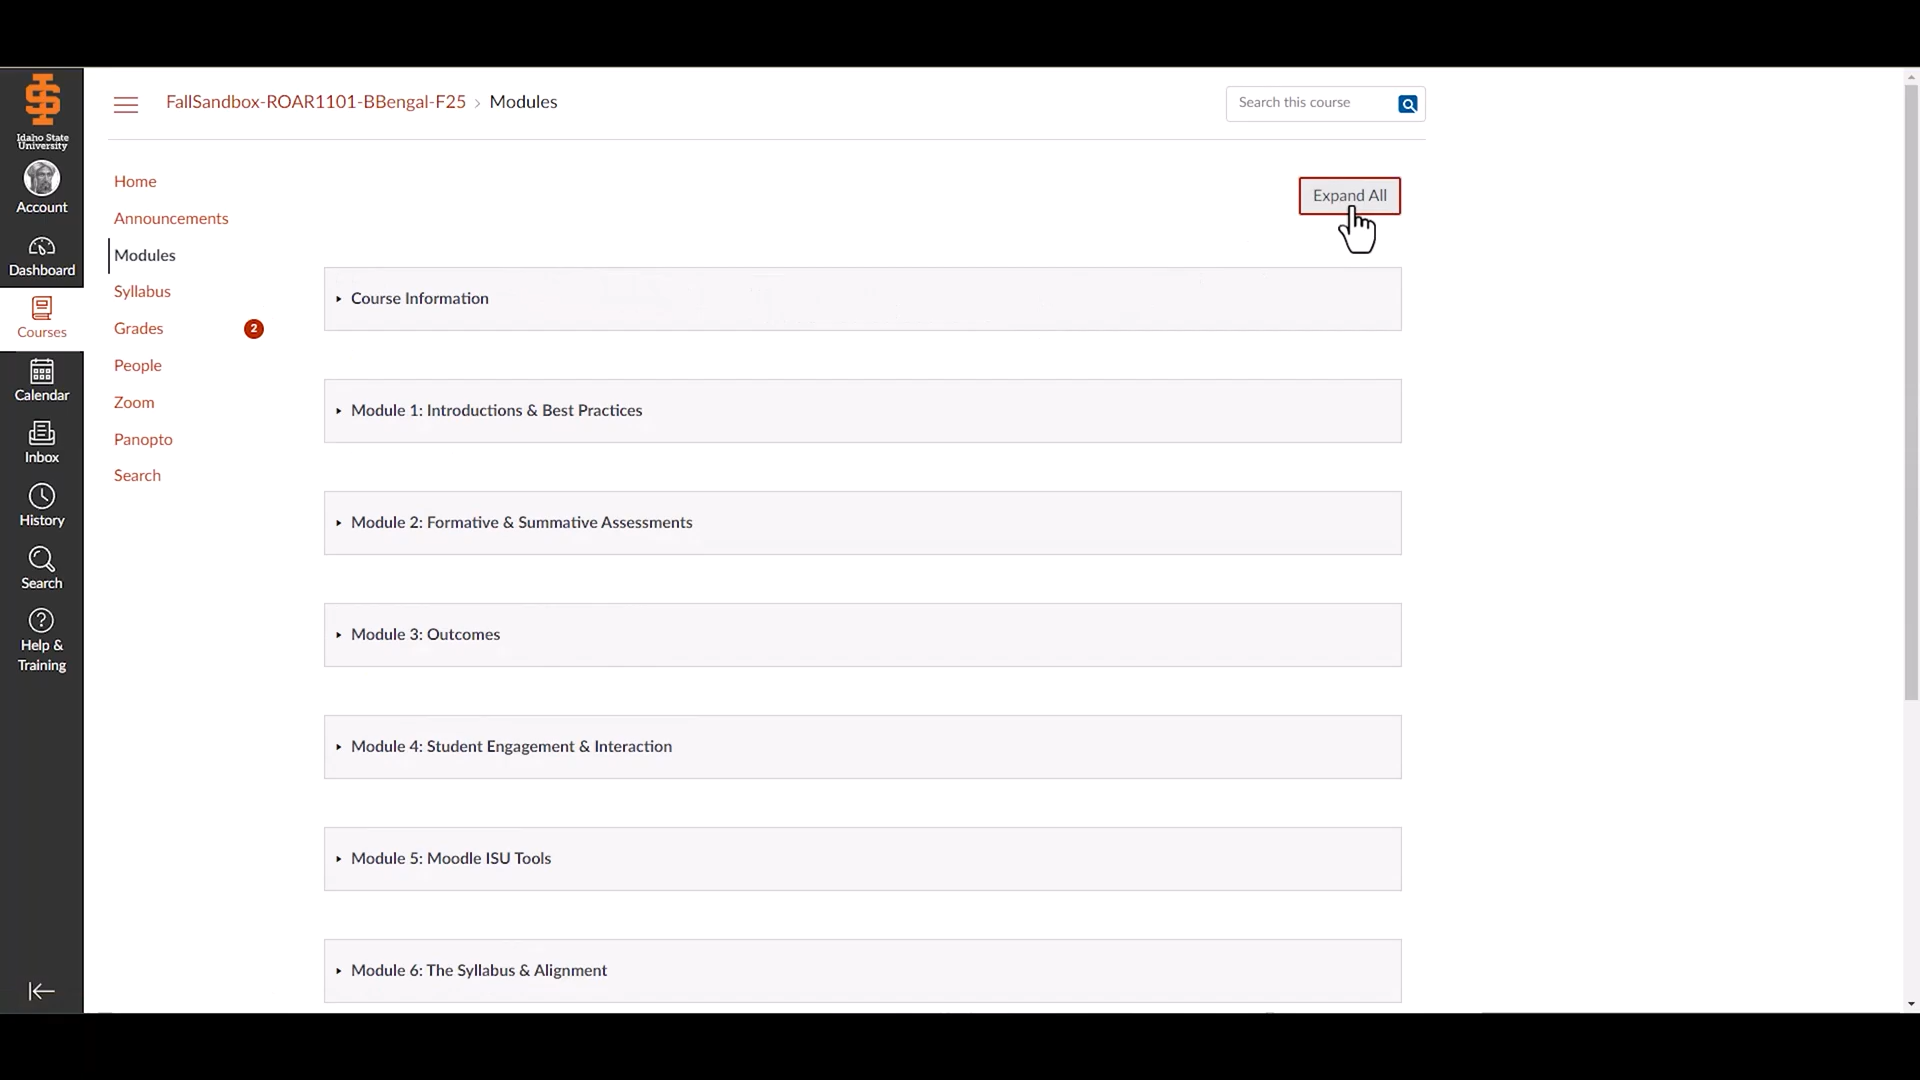 Idaho State
University
Account
Dashboard
Courses
Calendar
Inbox
History
Search
Help &
Training
FallSandbox-ROAR1101-BBengal-F25 › Modules
Search this course
Home
Announcements
Modules
Syllabus
Grades 2
People
Zoom
Panopto
Search
Expand All
Course Information
Module 1: Introductions & Best Practices
Module 2: Formative & Summative Assessments
Module 3: Outcomes
Module 4: Student Engagement & Interaction
Module 5: Moodle ISU Tools
Module 6: The Syllabus & Alignment